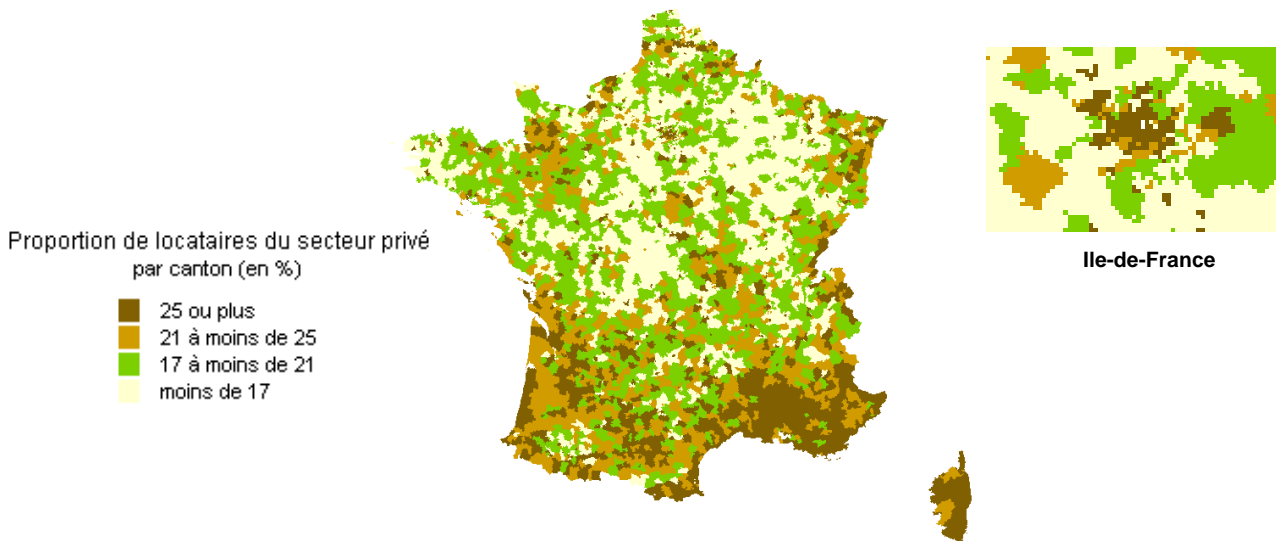 Proportion de locataires du secteur privé
par canton (en %)
25 ou plus
21 à moins de 25
17 à moins de 21
moins de 17
Ile-de-France